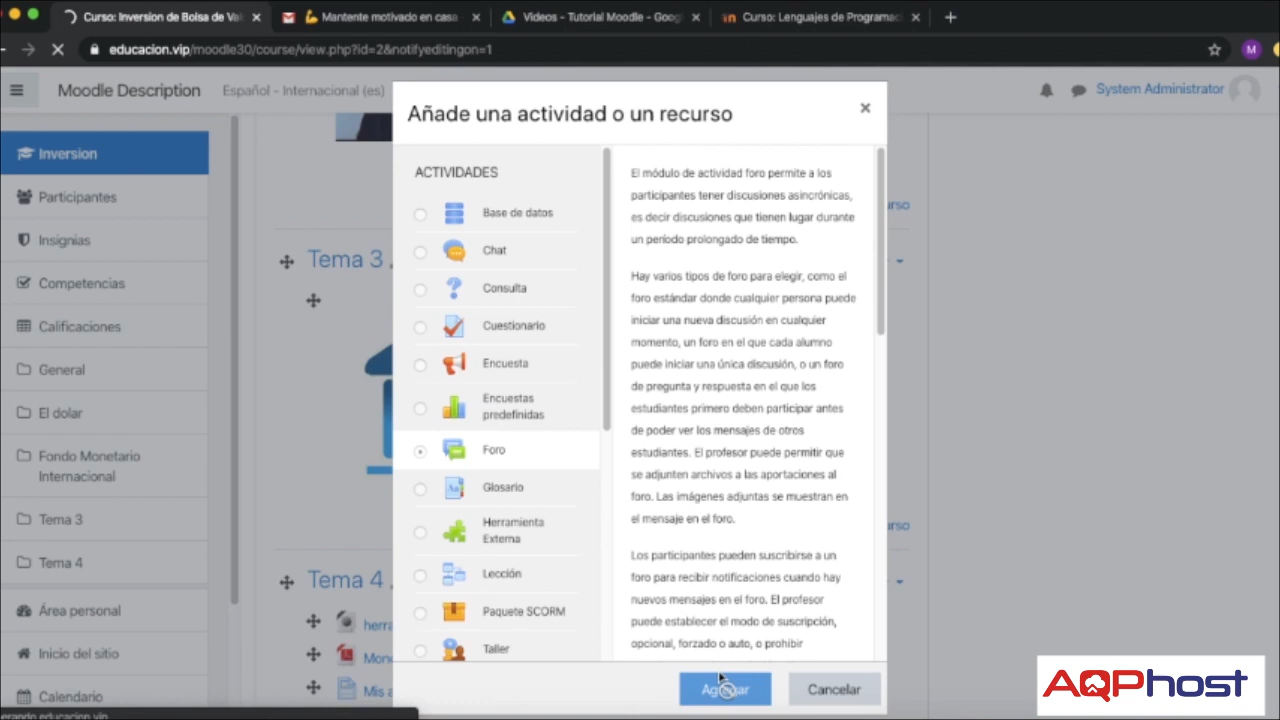 Curso: Inversion de Bolsa de Va
Mantente motivado en casa
Videos - Tutorial Moodle - Goo
Curso: Lenguajes de Programac
educacion.vip/moodle30/course/view.php?id=2&notifyeditingon=1
M
Moodle Description
Español - Internacional (es)
System Administrator
Inversion
Participantes
Insignias
Competencias
Calificaciones
General
El dolar
Fondo Monetario
Internacional
Tema 3
Tema 4
Área personal
Inicio del sitio
Calendario
Tema 3
Tema 4
herra
Mone
Mis a
urso
urso
Añade una actividad o un recurso
×
ACTIVIDADES
Base de datos
Chat
Consulta
Cuestionario
Encuesta
Encuestas
predefinidas
Foro
Glosario
Herramienta
Externa
Lección
Paquete SCORM
Taller
El módulo de actividad foro permite a los
participantes tener discusiones asincrónicas,
es decir discusiones que tienen lugar durante
un período prolongado de tiempo.
Hay varios tipos de foro para elegir, como el
foro estándar donde cualquier persona puede
iniciar una nueva discusión en cualquier
momento, un foro en el que cada alumno
puede iniciar una única discusión, o un foro
de pregunta y respuesta en el que los
estudiantes primero deben participar antes
de poder ver los mensajes de otros
estudiantes. El profesor puede permitir que
se adjunten archivos a las aportaciones al
foro. Las imágenes adjuntas se muestran en
el mensaje en el foro.
Los participantes pueden suscribirse a un
foro para recibir notificaciones cuando hay
nuevos mensajes en el foro. El profesor
puede establecer el modo de suscripción,
opcional, forzado o auto, o prohibir
Agregar
Cancelar
AQPhost